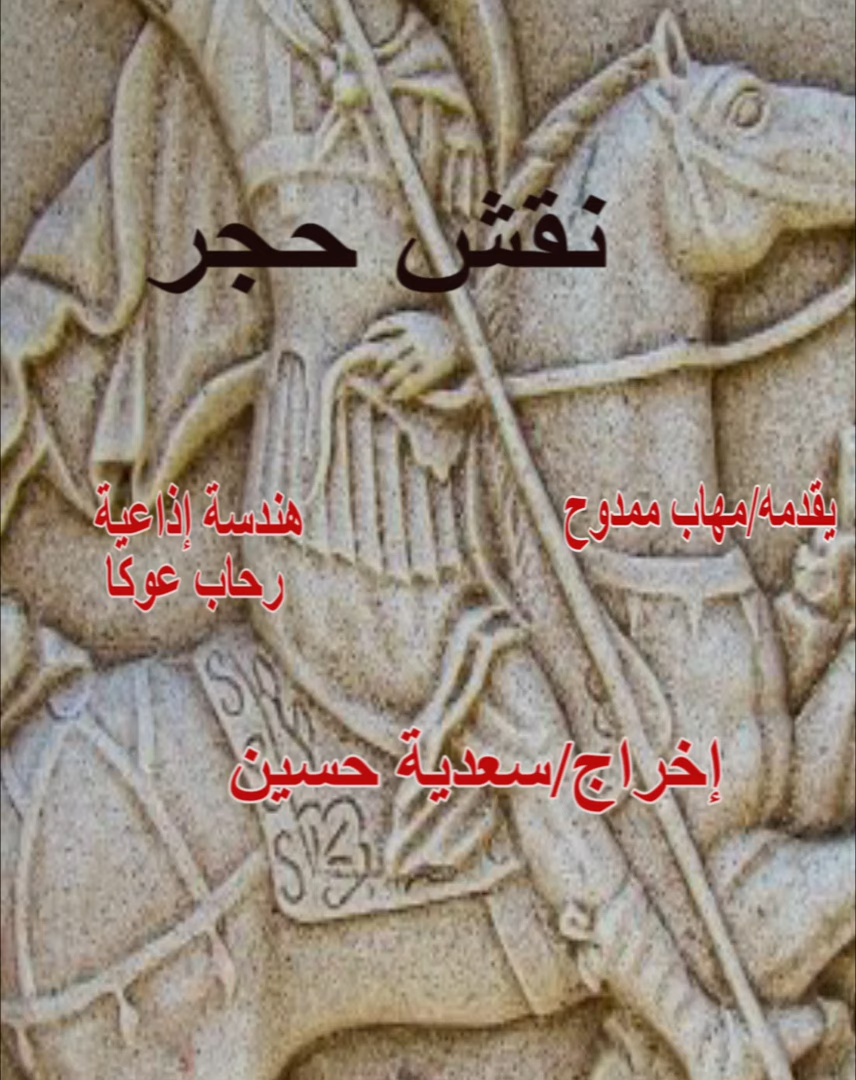 نقش حجر
يقدمه/مهاب ممدوح
هندسة إذاعية
رحاب عوكا
إخراج/سعدية حسين